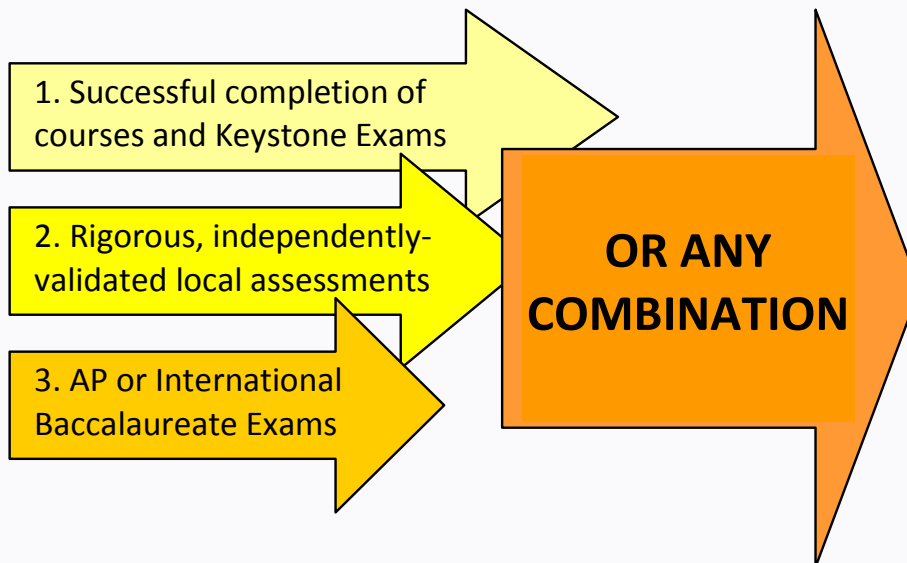 1. Successful completion of
courses and Keystone Exams
2. Rigorous, independently-
validated local assessments
3. AP or International
Baccalaureate Exams
OR ANY
COMBINATION